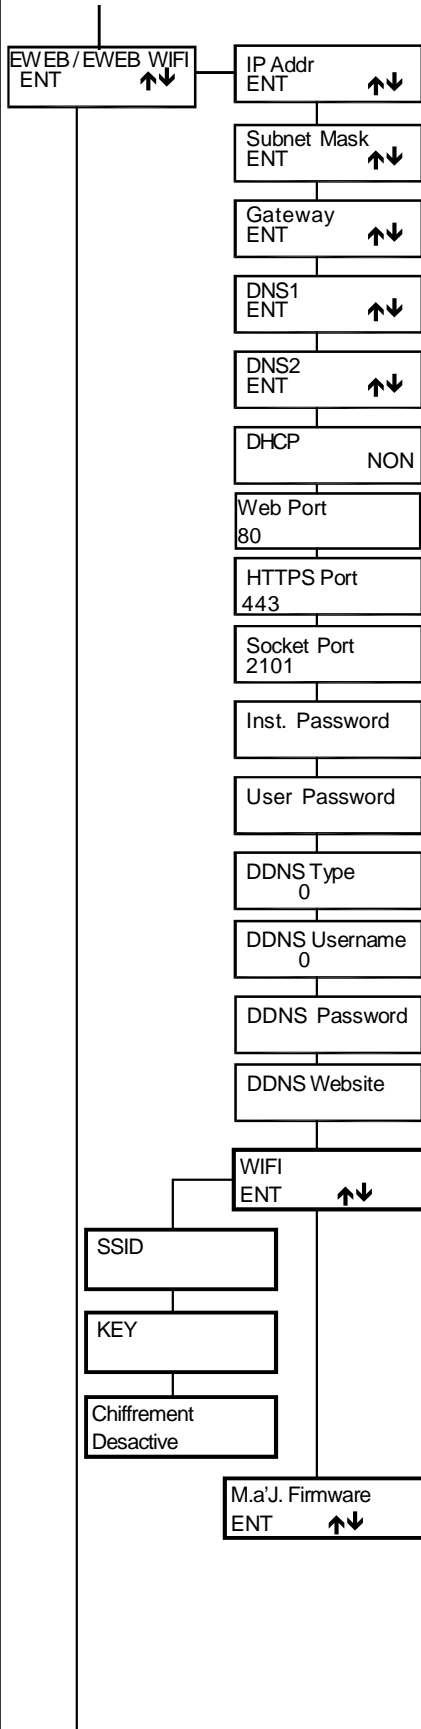 EWEB/EWEB WIFI
ENT ↑↓
IP Addr
ENT ↑↓
Subnet Mask
ENT ↑↓
Gateway
ENT ↑↓
DNS1
ENT ↑↓
DNS2
ENT ↑↓
DHCP
NON
Web Port
80
HTTPS Port
443
Socket Port
2101
Inst. Password
User Password
DDNS Type
0
DDNS Username
0
DDNS Password
DDNS Website
WIFI
ENT ↑↓
SSID
KEY
Chiffrement
Desactive
M.a'J. Firmware
ENT ↑↓